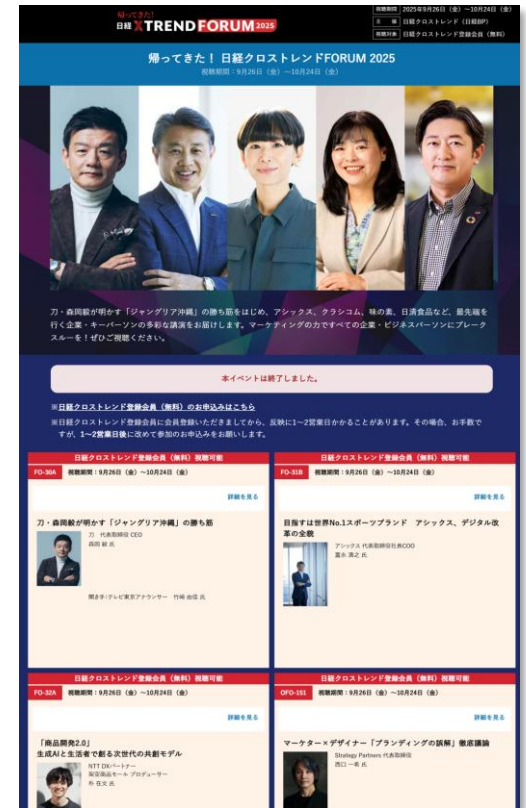 帰ってきた!
日経 XTREND FORUM 2025
視聴期間 2025年9月26日(金)~10月24日(金)
主 催 日経クロストレンド(日経BP)
視聴対象 日経クロストレンド登録会員(無料)
帰ってきた! 日経クロストレンドFORUM 2025
視聴期間:9月26日(金)~10月24日(金)
刀・森岡毅が明かす「ジャングリア沖縄」の勝ち筋をはじめ、アシックス、クラシコム、味の素、日清食品など、最先端を
行く企業・キーパーソンの多彩な講演をお届けします。マーケティングの力ですべての企業・ビジネスパーソンにブレーク
スルーを!ぜひご視聴ください。
本イベントは終了しました。
※日経クロストレンド登録会員(無料)のお申込みはこちら
※日経クロストレンド登録会員に会員登録いただきましてから、反映に1~2営業日かかることがあります。その場合、お手数で
すが、1~2営業日後に改めて参加のお申込みをお願いします。
日経クロストレンド登録会員(無料)視聴可能
FO-30A 視聴期間:9月26日(金)~10月24日(金)
詳細を見る
刀・森岡毅が明かす「ジャングリア沖縄」の勝ち筋
刀 代表取締役 CEO
森岡 毅 氏
聞き手:テレビ東京アナウンサー 竹﨑 由佳 氏
日経クロストレンド登録会員(無料)視聴可能
FO-31B 視聴期間:9月26日(金)~10月24日(金)
詳細を見る
目指すは世界No.1スポーツブランド アシックス、デジタル改
革の全貌
アシックス 代表取締役社長COO
富永 満之 氏
日経クロストレンド登録会員(無料)視聴可能
FO-32A 視聴期間:9月26日(金)~10月24日(金)
詳細を見る
「商品開発2.0」
生成AIと生活者で創る次世代の共創モデル
NTT DXパートナー
架空商品モール プロデューサー
朴 在文 氏
日経クロストレンド登録会員(無料)視聴可能
OFO-151 視聴期間:9月26日(金)~10月24日(金)
詳細を見る
マーケター×デザイナー「ブランディングの誤解」徹底議論
Strategy Partners 代表取締役
西口 一希 氏